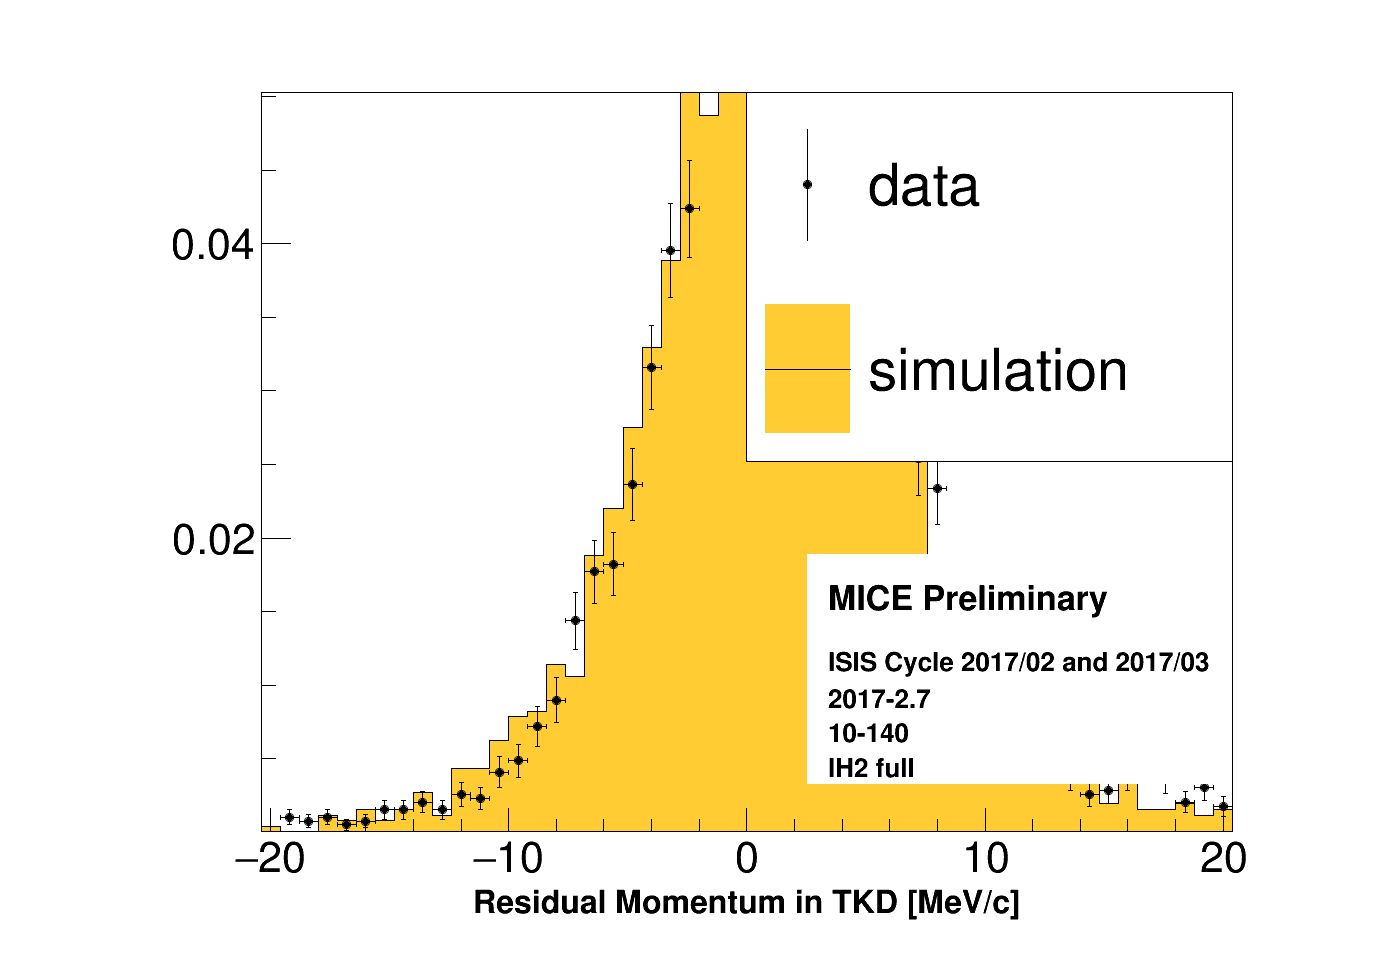 data
0.04
simulation
0.02
MICE Preliminary
ISIS Cycle 2017/02 and 2017/03
2017-2.7
10-140
IH2 full
−20 −10 0 10 20
Residual Momentum in TKD [MeV/c]